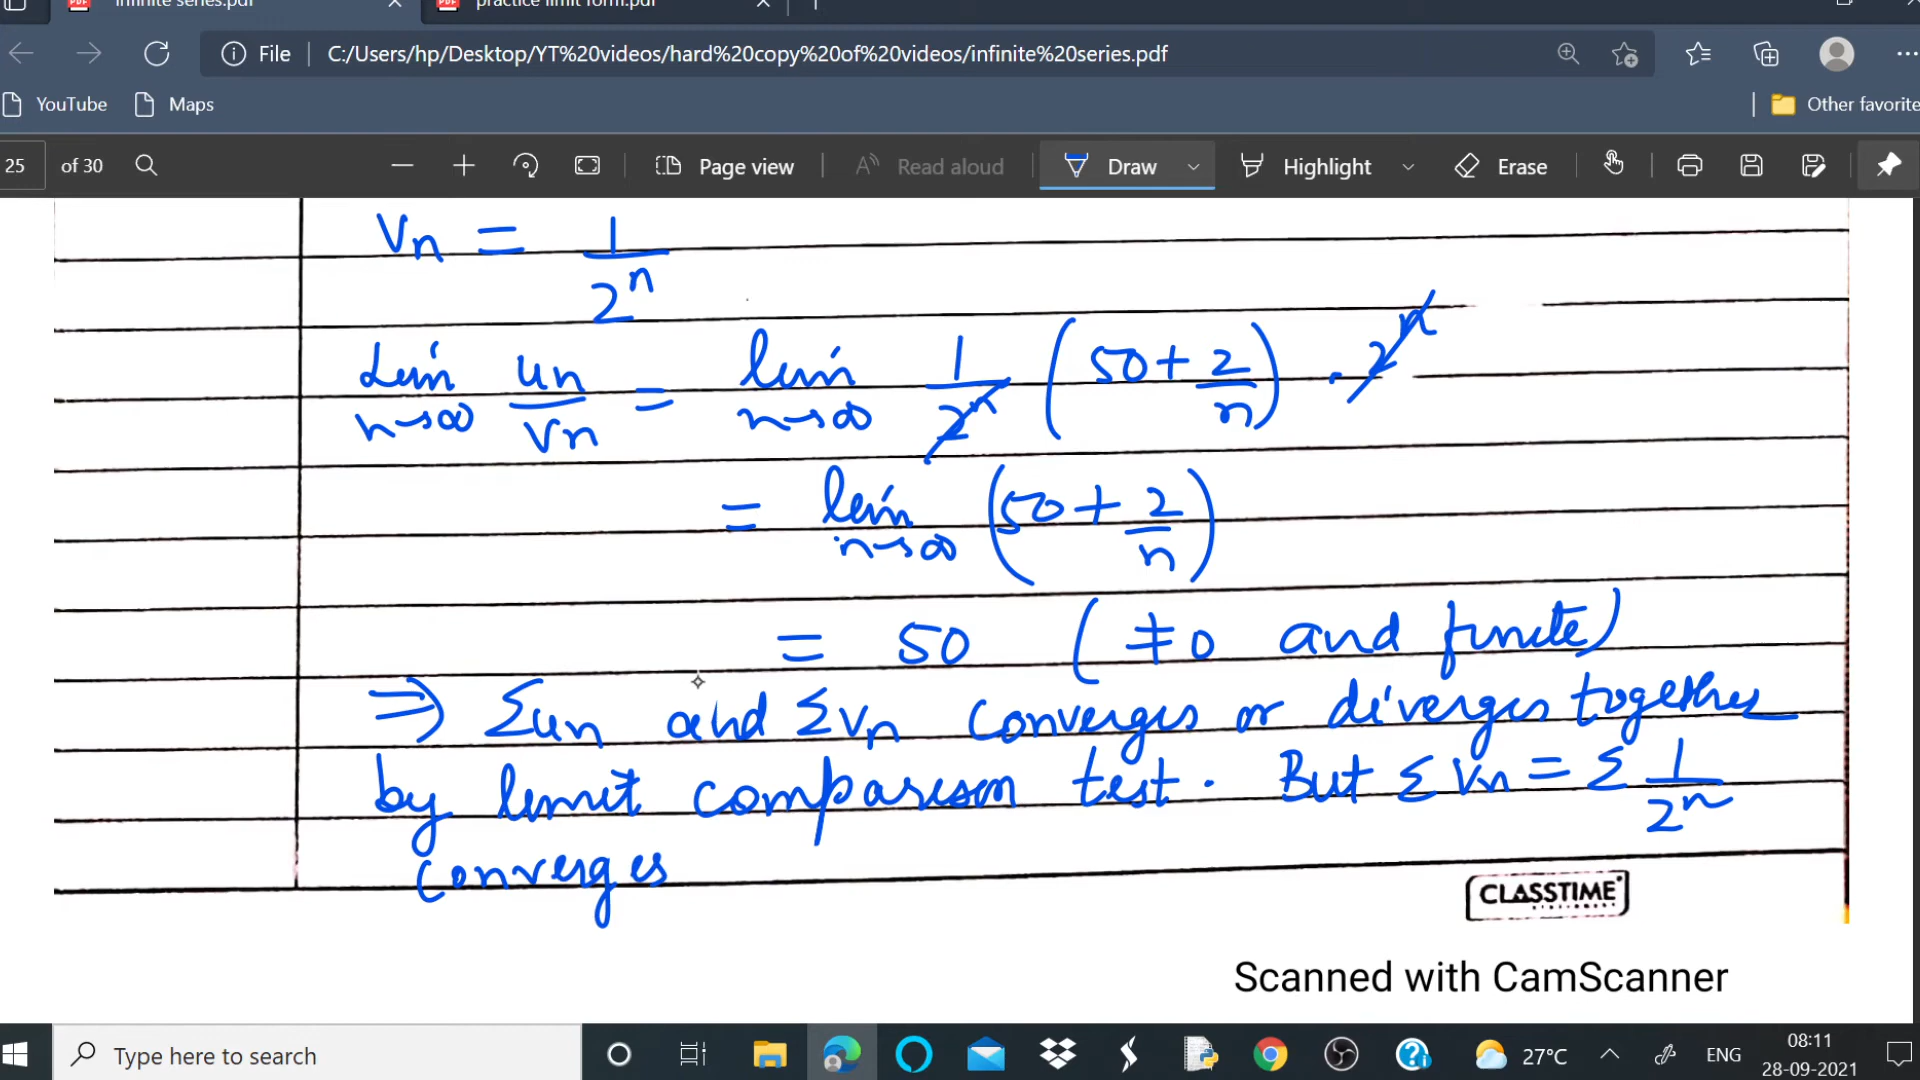 infinite series.pdf
practice limit form.pdf
File
C:/Users/hp/Desktop/YT%20videos/hard%20copy%20of%20videos/infinite%20series.pdf
YouTube
Maps
Other favorite
25 of 30
Page view
Read aloud
Draw
Highlight
Erase
Vn = 1/2^n
Lim n→∞ un/Vn = lim n→∞ 1/2^n (50 + 2/n) . 2^n
= lim n→∞ (50 + 2/n)
= 50 (≠0 and finite)
⇒ Σun and Σvn converges or diverges together
by limit comparison test. But Σ Vn = Σ 1/2^n
converges
CLASSTIME
Scanned with CamScanner
Type here to search
27°C
ENG
08:11
28-09-2021